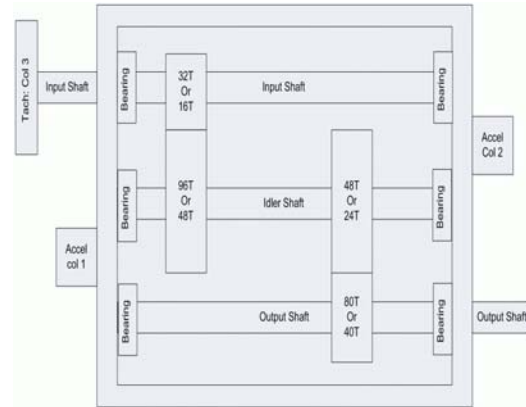 Tach: Col 3
Input Shaft
Bearing
32T
Or
16T
Input Shaft
Bearing
Accel
Col 2
Bearing
96T
Or
48T
Idler Shaft
48T
Or
24T
Bearing
Accel
col 1
Bearing
Output Shaft
80T
Or
40T
Bearing
Output Shaft